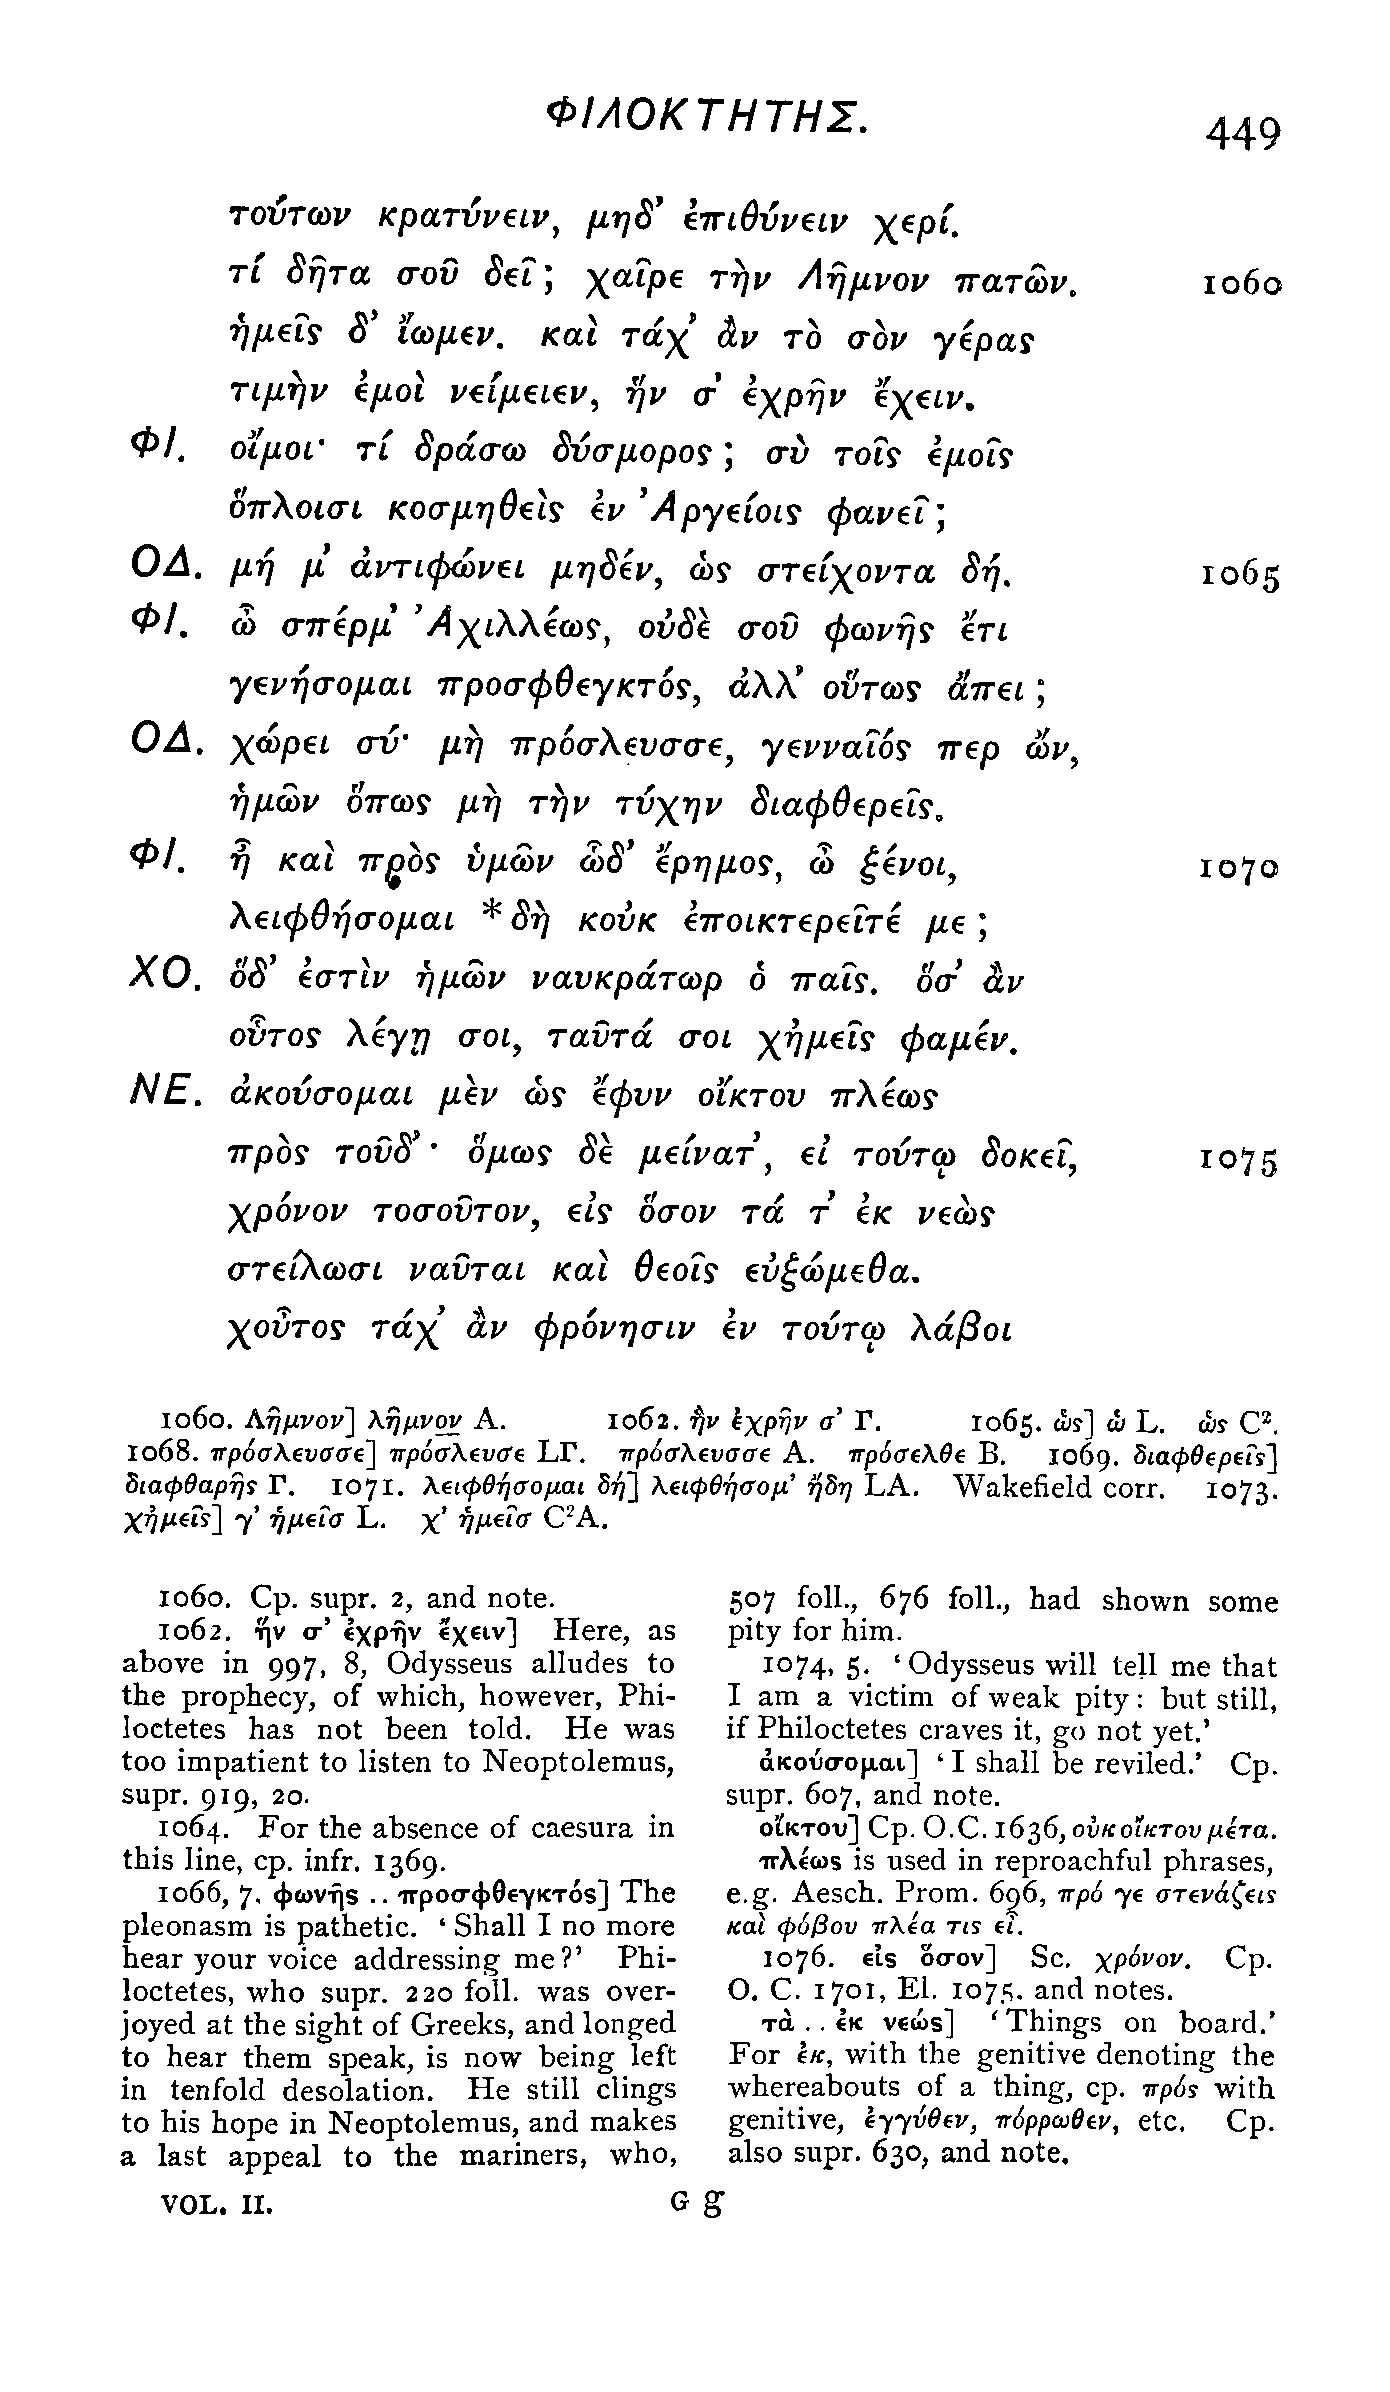 ΦΙΛΟΚΤΗΤΗΣ.
449
τούτων κρατύνειν, μηδ’ ἐπιθύνειν χερί.
τί δῆτα σοῦ δεῖ; χαῖρε τὴν Λῆμνον πατῶν. 1060
ἡμεῖς δ’ ἴωμεν. καὶ τάχ’ ἂν τὸ σὸν γέρας
τιμὴν ἐμοὶ νείμειεν, ἥν σ’ ἐχρῆν ἔχειν.
ΦΙ. οἴμοι· τί δράσω δύσμορος; σὺ τοῖς ἐμοῖς
ὅπλοισι κοσμηθεὶς ἐν Ἀργείοις φανεῖ;
ΟΔ. μή μ’ ἀντιφώνει μηδέν, ὡς στείχοντα δή. 1065
ΦΙ. ὦ σπέρμ’ Ἀχιλλέως, οὐδὲ σοῦ φωνῆς ἔτι
γενήσομαι προσφθεγκτός, ἀλλ’ οὕτως ἄπει;
ΟΔ. χώρει σύ· μὴ πρόσλευσσε, γενναῖός περ ὤν,
ἡμῶν ὅπως μὴ τὴν τύχην διαφθερεῖς.
ΦΙ. ἦ καὶ πρὸς ὑμῶν ὧδ’ ἔρημος, ὦ ξένοι, 1070
λειφθήσομαι *δὴ κοὐκ ἐποικτερεῖτέ με;
ΧΟ. ὅδ’ ἐστὶν ἡμῶν ναυκράτωρ ὁ παῖς. ὅσ’ ἂν
οὗτος λέγῃ σοι, ταῦτά σοι χἠμεῖς φαμέν.
ΝΕ. ἀκούσομαι μὲν ὡς ἔφυν οἴκτου πλέως
πρὸς τοῦδ’· ὅμως δὲ μείνατ’, εἰ τούτῳ δοκεῖ, 1075
χρόνον τοσοῦτον, εἰς ὅσον τά τ’ ἐκ νεὼς
στείλωσι ναῦται καὶ θεοῖς εὐξώμεθα.
χοὖτος τάχ’ ἂν φρόνησιν ἐν τούτῳ λάβοι
1060. Λῆμνον] λῆμνον A. 1062. ἣν ἐχρῆν σ’ Γ. 1065. ὡς] ὡ L. ὡς C².
1068. πρόσλευσσε] πρόσλευσε LΓ. πρόσλευσσε A. πρόσελθε B. 1069. διαφθερεῖς]
διαφθαρῇς Γ. 1071. λειφθήσομαι δή] λειφθήσομ’ ἤδη LA. Wakefield corr. 1073.
χἠμεῖς] γ’ ἡμεῖσ L. χ’ ἡμεῖσ C²A.
1060. Cp. supr. 2, and note.
1062. ἥν σ’ ἐχρῆν ἔχειν] Here, as
above in 997, 8, Odysseus alludes to
the prophecy, of which, however, Phi-
loctetes has not been told. He was
too impatient to listen to Neoptolemus,
supr. 919, 20.
1064. For the absence of caesura in
this line, cp. infr. 1369.
1066, 7. φωνῆς .. προσφθεγκτός] The
pleonasm is pathetic. ‘Shall I no more
hear your voice addressing me?’ Phi-
loctetes, who supr. 220 foll. was over-
joyed at the sight of Greeks, and longed
to hear them speak, is now being left
in tenfold desolation. He still clings
to his hope in Neoptolemus, and makes
a last appeal to the mariners, who,
507 foll., 676 foll., had shown some
pity for him.
1074, 5. ‘Odysseus will tell me that
I am a victim of weak pity: but still,
if Philoctetes craves it, go not yet.’
ἀκούσομαι] ‘I shall be reviled.’ Cp.
supr. 607, and note.
οἴκτου] Cp. O.C. 1636, οὐκ οἴκτου μέτα.
πλέως is used in reproachful phrases,
e.g. Aesch. Prom. 696, πρό γε στενάζεις
καὶ φόβου πλέα τις εἶ.
1076. εἰς ὅσον] Sc. χρόνον. Cp.
O. C. 1701, El. 1075. and notes.
τὰ .. ἐκ νεώς] ‘Things on board.’
For ἐκ, with the genitive denoting the
whereabouts of a thing, cp. πρός with
genitive, ἐγγύθεν, πόρρωθεν, etc. Cp.
also supr. 630, and note.
VOL. II.
G g